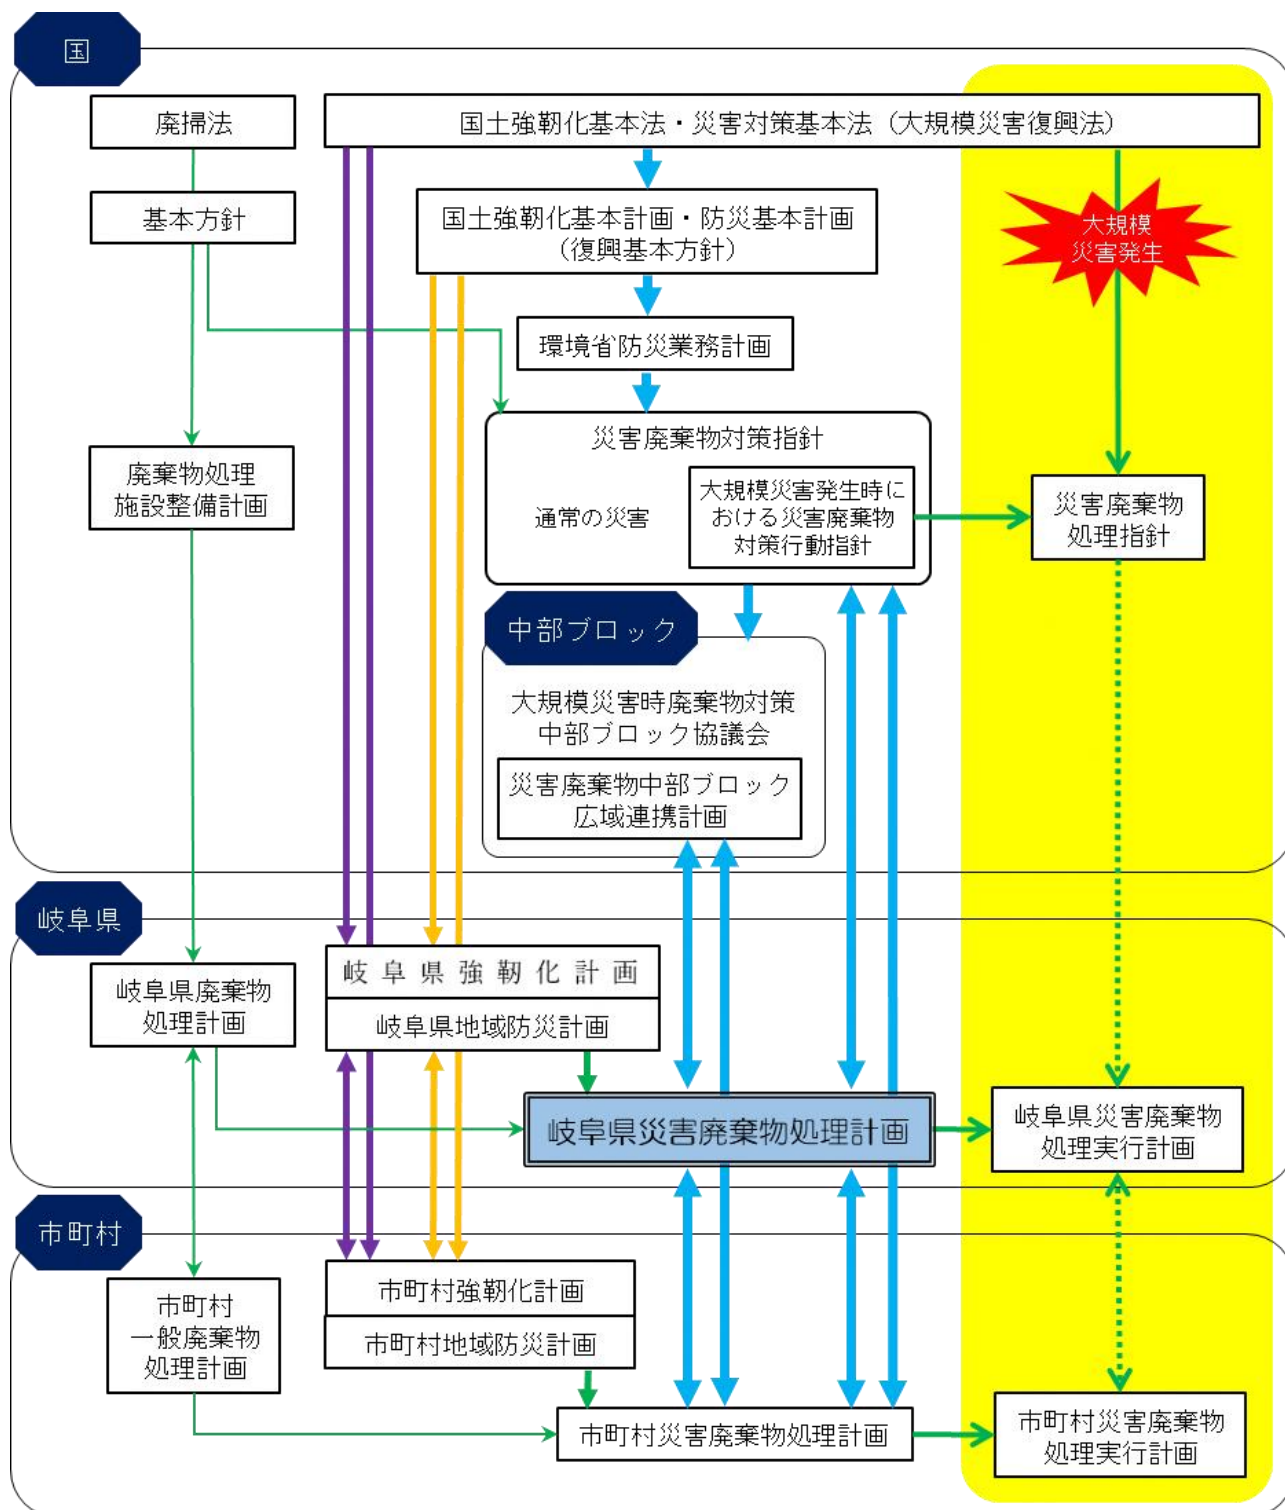 国
廃掃法
国土強靭化基本法・災害対策基本法（大規模災害復興法）
基本方針
国土強靭化基本計画・防災基本計画
（復興基本方針）
大規模
災害発生
環境省防災業務計画
災害廃棄物対策指針
通常の災害
大規模災害発生時に
おける災害廃棄物
対策行動指針
廃棄物処理
施設整備計画
災害廃棄物
処理指針
中部ブロック
大規模災害時廃棄物対策
中部ブロック協議会
災害廃棄物中部ブロック
広域連携計画
岐阜県
岐阜県廃棄物
処理計画
岐阜県強靭化計画
岐阜県地域防災計画
岐阜県災害廃棄物処理計画
岐阜県災害廃棄物
処理実行計画
市町村
市町村
一般廃棄物
処理計画
市町村強靭化計画
市町村地域防災計画
市町村災害廃棄物処理計画
市町村災害廃棄物
処理実行計画